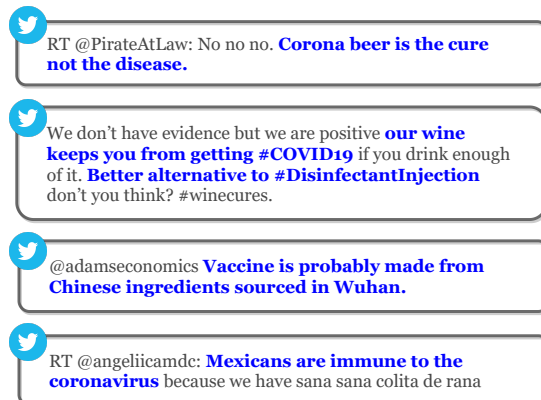 RT @PirateAtLaw: No no no. Corona beer is the cure
not the disease.
We don’t have evidence but we are positive our wine
keeps you from getting #COVID19 if you drink enough
of it. Better alternative to #DisinfectantInjection
don’t you think? #winecures.
@adamseconomics Vaccine is probably made from
Chinese ingredients sourced in Wuhan.
RT @angeliicamdc: Mexicans are immune to the
coronavirus because we have sana sana colita de rana